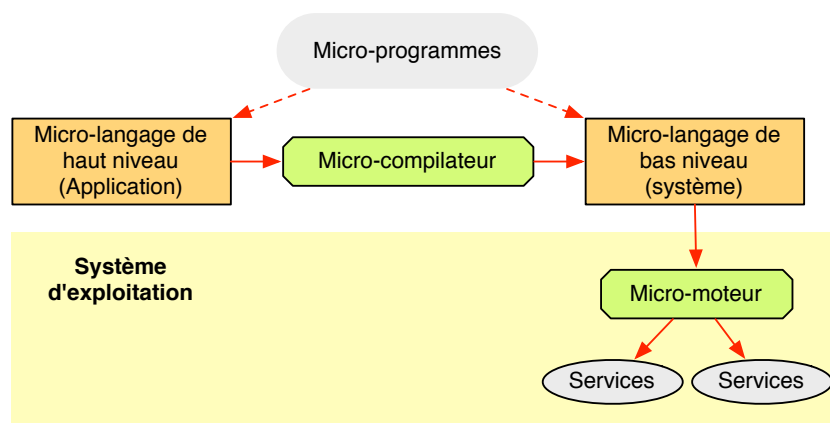 Micro-programmes
Micro-langage de
haut niveau
(Application)
Micro-compilateur
Micro-langage de
bas niveau
(système)
Système
d'exploitation
Micro-moteur
Services
Services